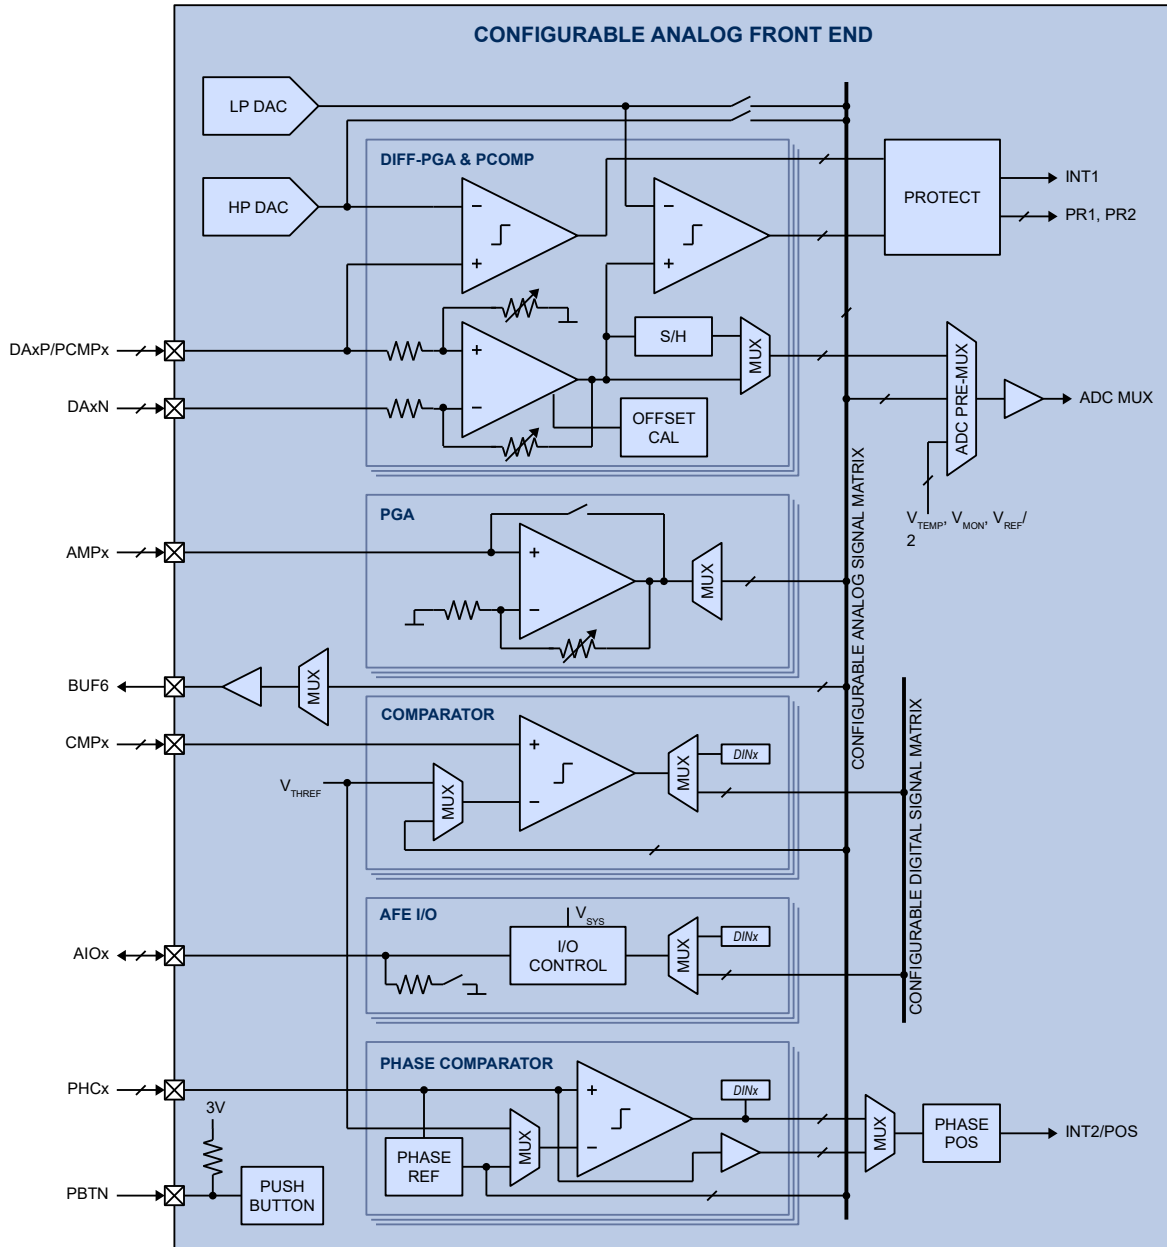 CONFIGURABLE ANALOG FRONT END
LP DAC
HP DAC
DIFF-PGA & PCOMP
PROTECT
INT1
PR1, PR2
DAxP/PCMPx
DAxN
S/H
MUX
OFFSET
CAL
ADC PRE-MUX
ADC MUX
VTEMP, VMON, VREF/
2
CONFIGURABLE ANALOG SIGNAL MATRIX
PGA
AMPx
MUX
BUF6
MUX
COMPARATOR
CMPx
VTHREF
MUX
MUX
DINx
CONFIGURABLE DIGITAL SIGNAL MATRIX
AFE I/O
VSYS
AIOx
I/O
CONTROL
MUX
DINx
PHASE COMPARATOR
PHCx
3V
PHASE
REF
MUX
DINx
MUX
PHASE
POS
INT2/POS
PBTN
PUSH
BUTTON